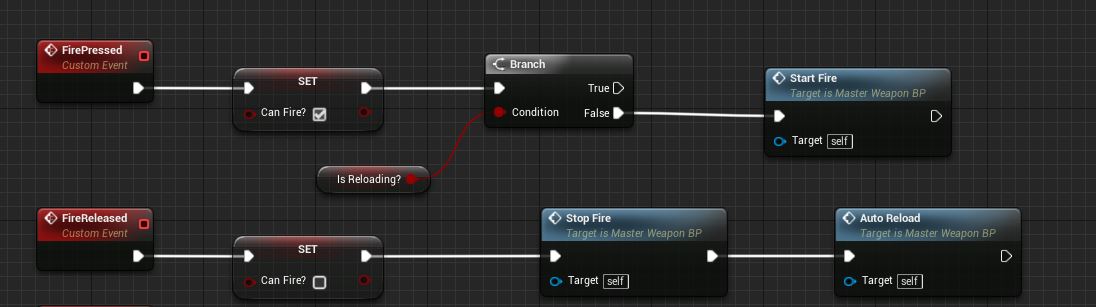 FirePressed
Custom Event
SET
Can Fire?
Branch
True
Condition
False
Start Fire
Target is Master Weapon BP
Target self
Is Reloading?
FireReleased
Custom Event
SET
Can Fire?
Stop Fire
Target is Master Weapon BP
Target self
Auto Reload
Target is Master Weapon BP
Target self